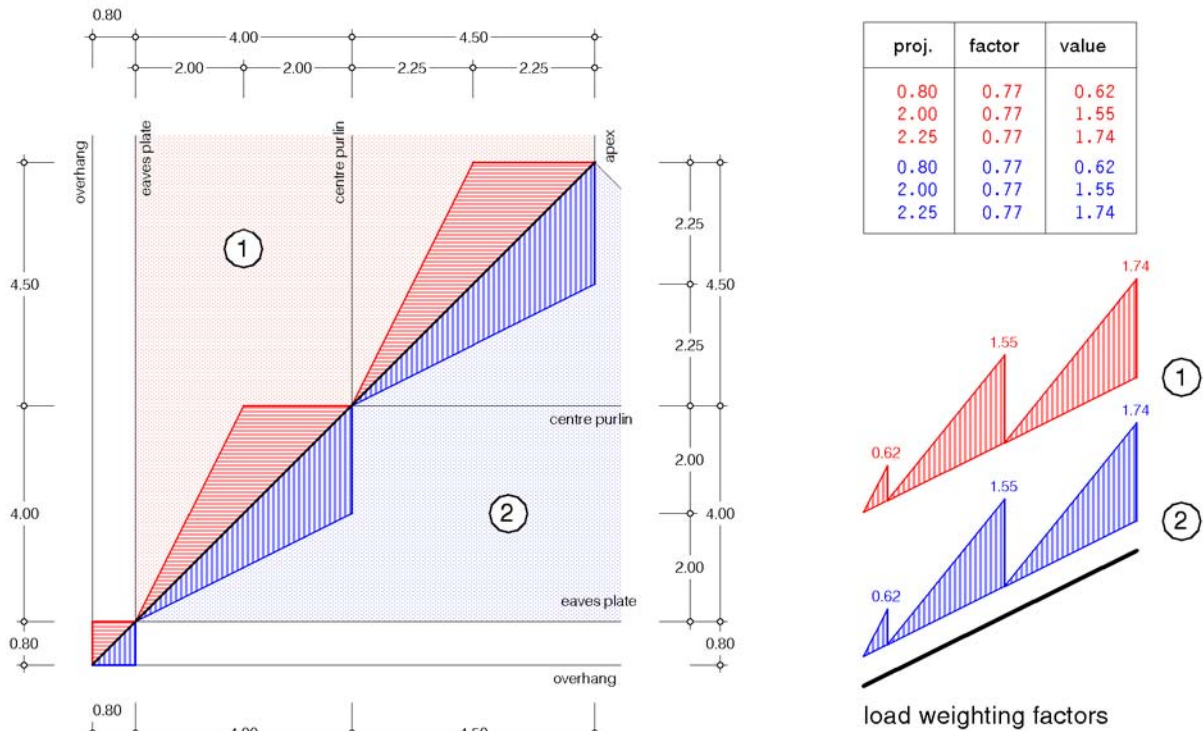 0.80
4.00 4.50
2.00 2.00 2.25 2.25
overhang
eaves plate
centre purlin
apex
1
4.50
4.00
0.80
2.25
4.50
2.25
centre purlin
2.00
2
4.00
2.00
eaves plate
0.80
overhang
0.80
4.00 4.50
proj. factor value
0.80 0.77 0.62
2.00 0.77 1.55
2.25 0.77 1.74
0.80 0.77 0.62
2.00 0.77 1.55
2.25 0.77 1.74
1.74
1.55
1
0.62
1.74
1.55
2
0.62
load weighting factors